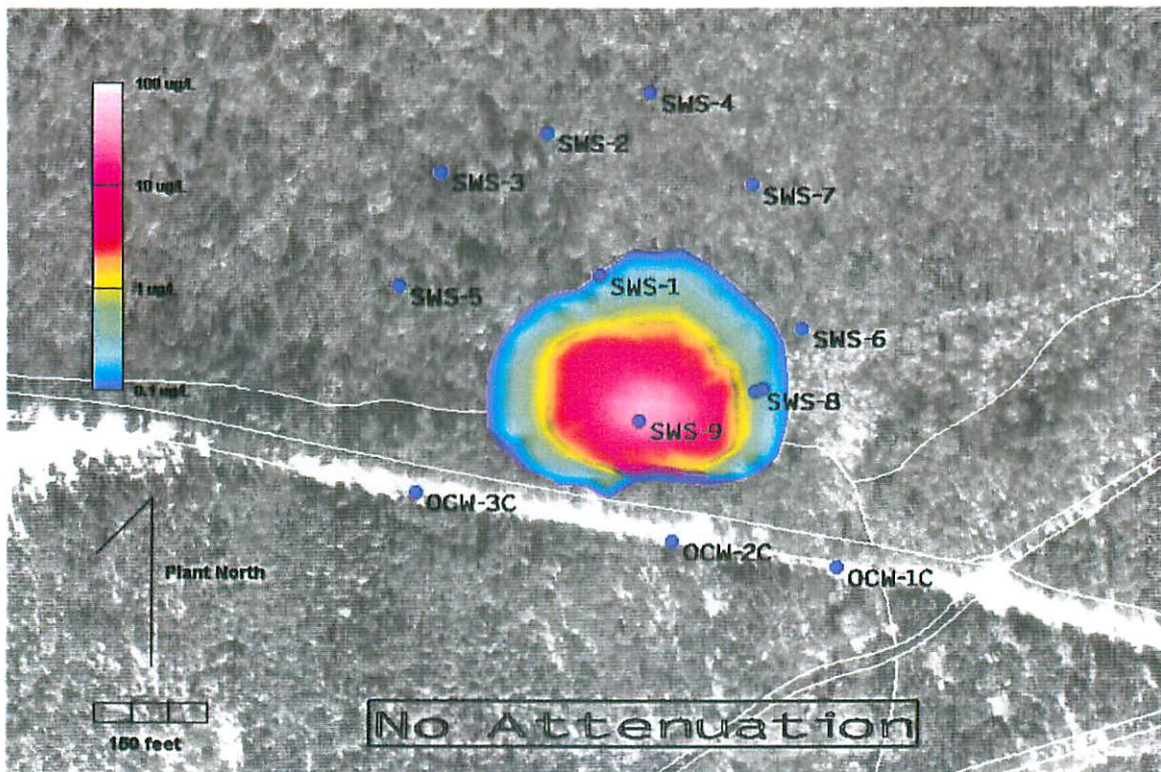 100 ug/L
SWS-4
SWS-2
SWS-3
10 ug/L
SWS-7
SWS-1
1 ug/L
SWS-5
SWS-6
0.1 ug/L
SWS-8
SWS-9
OCW-3C
OCW-2C
Plant North
OCW-1C
No Attenuation
150 feet